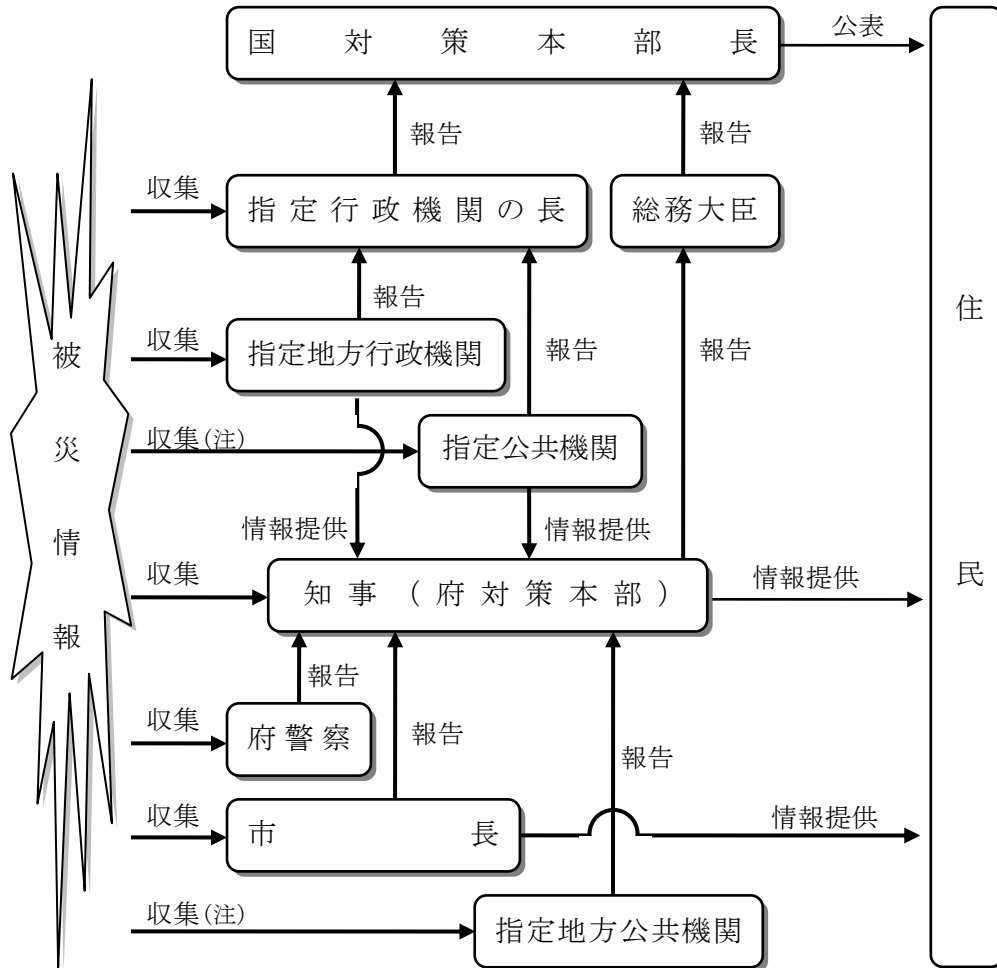 国対策本部長
公表
報告
報告
収集
指定行政機関の長
総務大臣
報告
収集
指定地方行政機関
報告
報告
収集(注)
指定公共機関
情報提供
情報提供
収集
知事（府対策本部）
情報提供
報告
収集
府警察
報告
報告
収集
市長
情報提供
収集(注)
指定地方公共機関
被災情報
住民